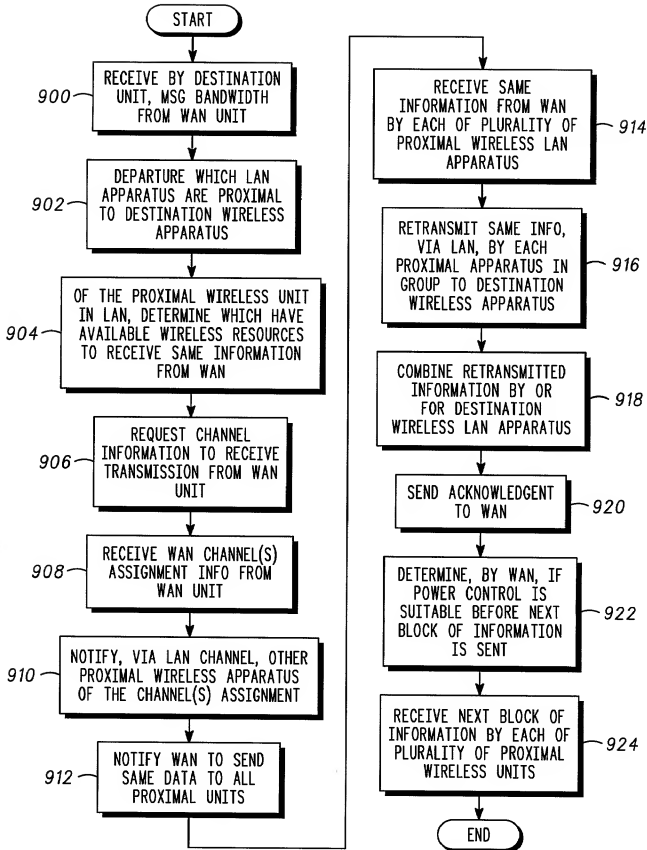 START
900
RECEIVE BY DESTINATION
UNIT, MSG BANDWIDTH
FROM WAN UNIT
902
DEPARTURE WHICH LAN
APPARATUS ARE PROXIMAL
TO DESTINATION WIRELESS
APPARATUS
904
OF THE PROXIMAL WIRELESS UNIT
IN LAN, DETERMINE WHICH HAVE
AVAILABLE WIRELESS RESOURCES
TO RECEIVE SAME INFORMATION
FROM WAN
906
REQUEST CHANNEL
INFORMATION TO RECEIVE
TRANSMISSION FROM WAN
UNIT
908
RECEIVE WAN CHANNEL(S)
ASSIGNMENT INFO FROM
WAN UNIT
910
NOTIFY, VIA LAN CHANNEL, OTHER
PROXIMAL WIRELESS APPARATUS
OF THE CHANNEL(S) ASSIGNMENT
912
NOTIFY WAN TO SEND
SAME DATA TO ALL
PROXIMAL UNITS
RECEIVE SAME
INFORMATION FROM WAN
BY EACH OF PLURALITY OF
PROXIMAL WIRELESS LAN
APPARATUS
914
RETRANSMIT SAME INFO,
VIA LAN, BY EACH
PROXIMAL APPARATUS IN
GROUP TO DESTINATION
WIRELESS APPARATUS
916
COMBINE RETRANSMITTED
INFORMATION BY OR
FOR DESTINATION
WIRELESS LAN APPARATUS
918
SEND ACKNOWLEDGENT
TO WAN
920
DETERMINE, BY WAN, IF
POWER CONTROL IS
SUITABLE BEFORE NEXT
BLOCK OF INFORMATION
IS SENT
922
RECEIVE NEXT BLOCK OF
INFORMATION BY EACH OF
PLURALITY OF PROXIMAL
WIRELESS UNITS
924
END